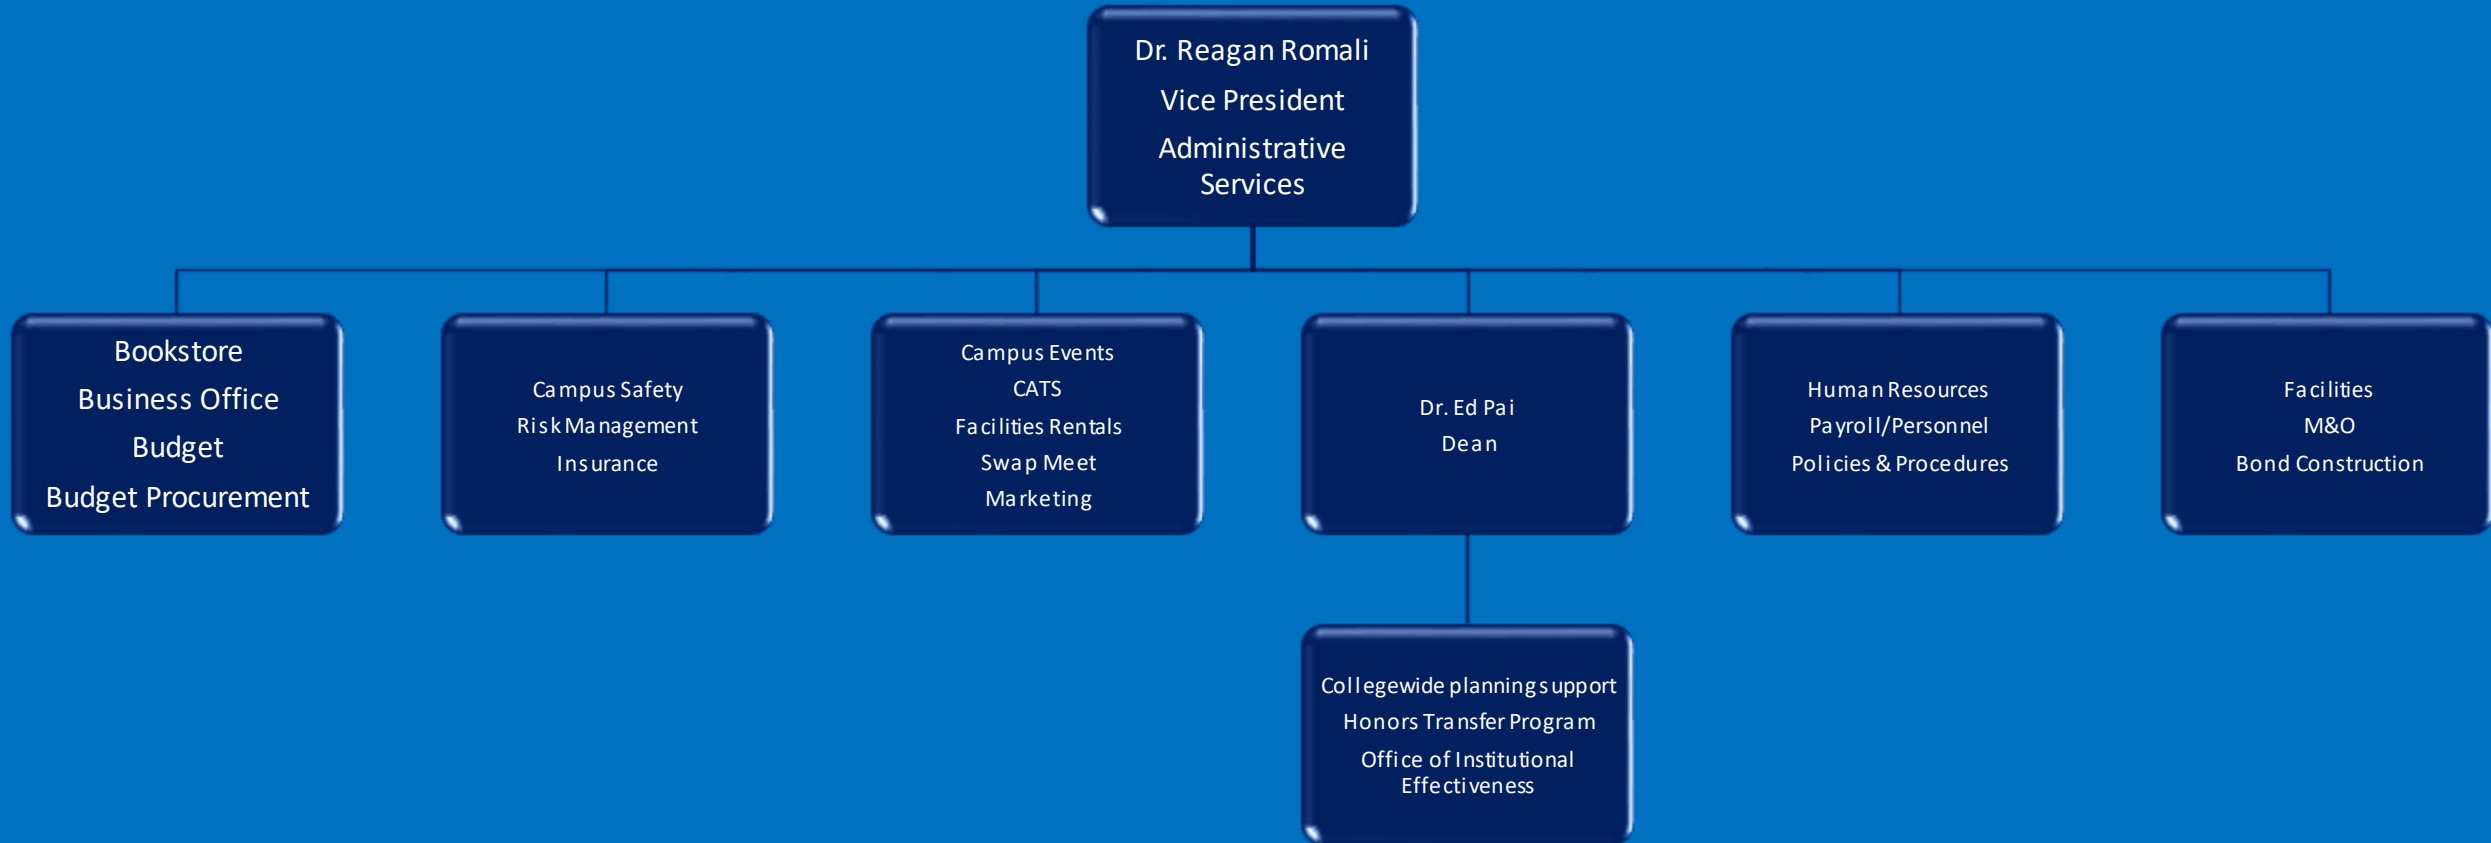 Dr. Reagan Romali
Vice President
Administrative
Services
Bookstore
Business Office
Budget
Budget Procurement
Campus Safety
Risk Management
Insurance
Campus Events
CATS
Facilities Rentals
Swap Meet
Marketing
Dr. Ed Pai
Dean
Human Resources
Payroll/Personnel
Policies & Procedures
Facilities
M&O
Bond Construction
Collegewide planning support
Honors Transfer Program
Office of Institutional
Effectiveness